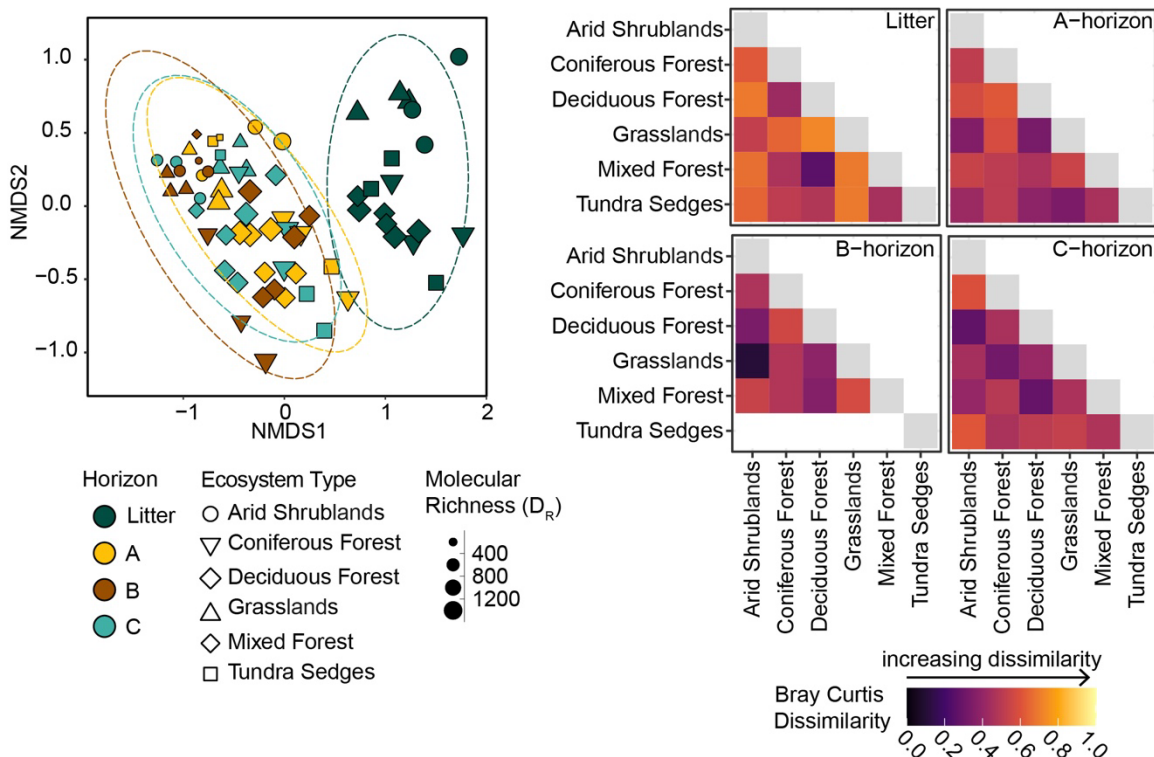 1.0
0.5
0.0
−0.5
−1.0
NMDS2
−1
0
1
2
NMDS1
Horizon
Litter
A
B
C
Ecosystem Type
Arid Shrublands
Coniferous Forest
Deciduous Forest
Grasslands
Mixed Forest
Tundra Sedges
Molecular
Richness (DR)
400
800
1200
Litter
A−horizon
Arid Shrublands
Coniferous Forest
Deciduous Forest
Grasslands
Mixed Forest
Tundra Sedges
B−horizon
C−horizon
Arid Shrublands
Coniferous Forest
Deciduous Forest
Grasslands
Mixed Forest
Tundra Sedges
Arid Shrublands
Coniferous Forest
Deciduous Forest
Grasslands
Mixed Forest
Tundra Sedges
Arid Shrublands
Coniferous Forest
Deciduous Forest
Grasslands
Mixed Forest
Tundra Sedges
increasing dissimilarity
Bray Curtis
Dissimilarity
0.0
0.2
0.4
0.6
0.8
1.0